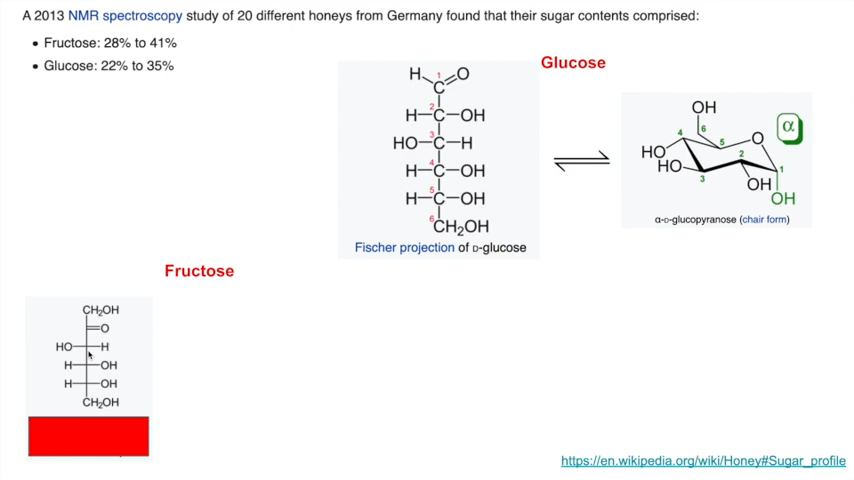 A 2013 NMR spectroscopy study of 20 different honeys from Germany found that their sugar contents comprised:
• Fructose: 28% to 41%
• Glucose: 22% to 35%
Glucose
H O
1
C
2
H C OH
3
HO C H
4
H C OH
5
H C OH
6
CH2OH
Fischer projection of D-glucose
OH
6
α
4
5
O
HO
HO
2
1
3
OH
OH
α-D-glucopyranose (chair form)
Fructose
CH2OH
O
HO H
H OH
H OH
CH2OH
https://en.wikipedia.org/wiki/Honey#Sugar_profile